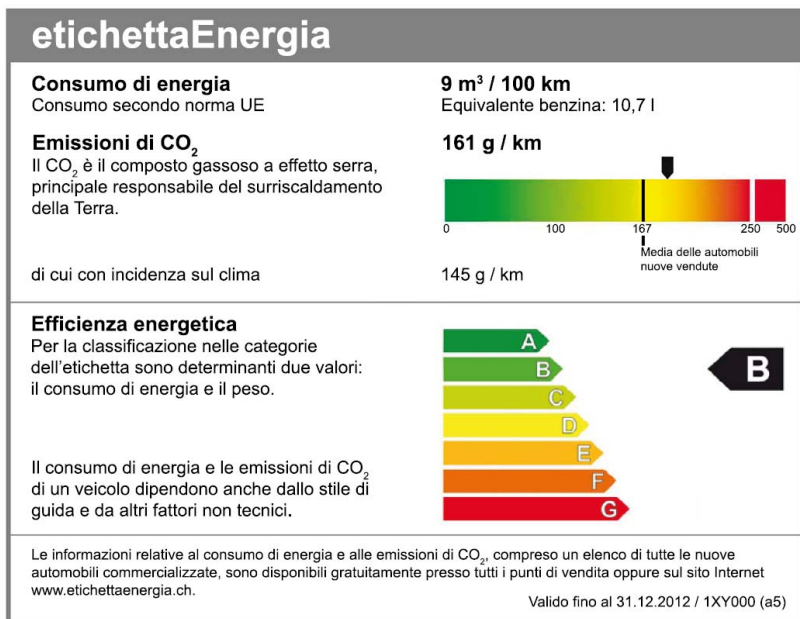 etichettaEnergia
Consumo di energia
9 m³ / 100 km
Consumo secondo norma UE
Equivalente benzina: 10,7 l
Emissioni di CO₂
161 g / km
Il CO₂ è il composto gassoso a effetto serra,
principale responsabile del surriscaldamento
della Terra.
0 100 167 250 500
Media delle automobili
nuove vendute
di cui con incidenza sul clima
145 g / km
Efficienza energetica
Per la classificazione nelle categorie
dell'etichetta sono determinanti due valori:
il consumo di energia e il peso.
A
B
C
D
E
F
G
B
Il consumo di energia e le emissioni di CO₂
di un veicolo dipendono anche dallo stile di
guida e da altri fattori non tecnici.
Le informazioni relative al consumo di energia e alle emissioni di CO₂, compreso un elenco di tutte le nuove
automobili commercializzate, sono disponibili gratuitamente presso tutti i punti di vendita oppure sul sito Internet
www.etichettaenergia.ch.
Valido fino al 31.12.2012 / 1XY000 (a5)